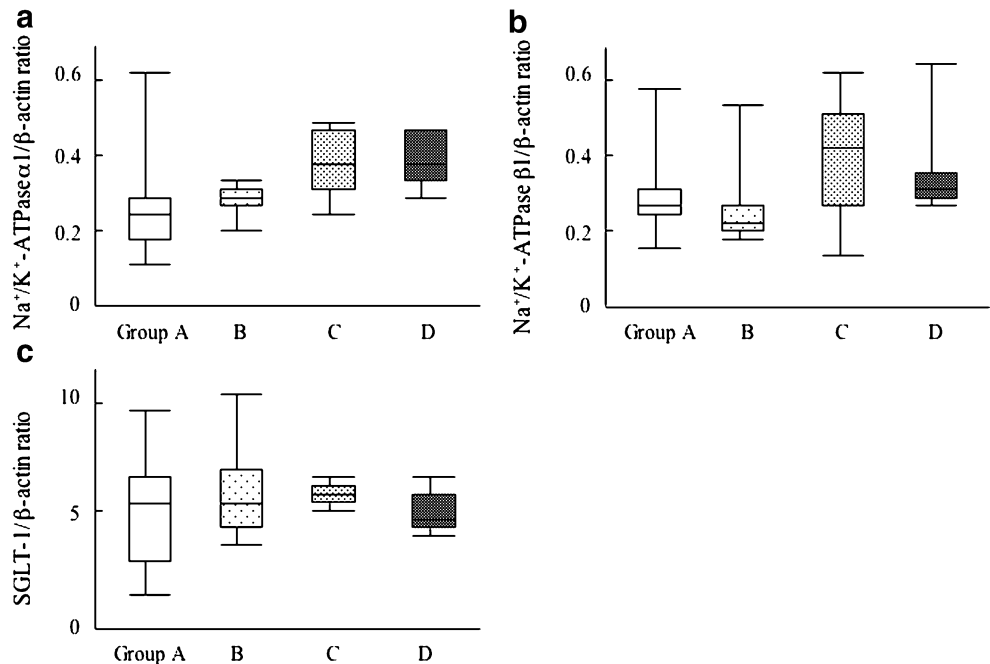 a
Na⁺/K⁺-ATPaseα1/β-actin ratio
0.6
0.4
0.2
0
Group A B C D
b
Na⁺/K⁺-ATPase β1/β-actin ratio
0.6
0.4
0.2
0
Group A B C D
c
SGLT-1/β-actin ratio
10
5
0
Group A B C D